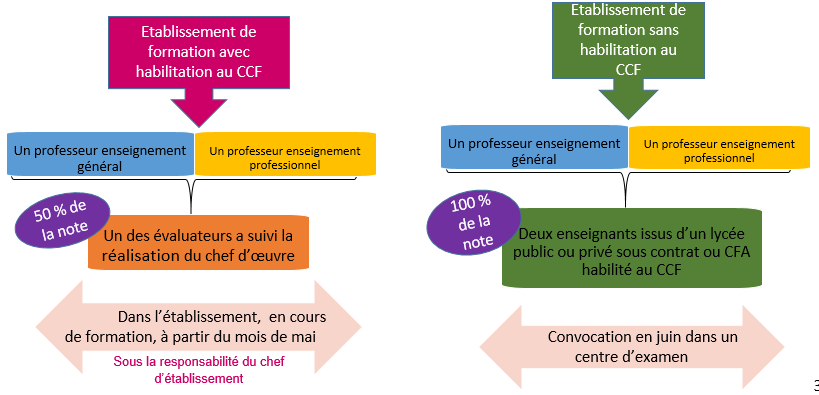 Etablissement de
formation avec
habilitation au CCF
Un professeur enseignement
général
Un professeur enseignement
professionnel
50 % de
la note
Un des évaluateurs a suivi la
réalisation du chef d’œuvre
Dans l’établissement, en cours
de formation, à partir du mois de mai
Sous la responsabilité du chef
d’établissement
Etablissement de
formation sans
habilitation au
CCF
Un professeur enseignement
général
Un professeur enseignement
professionnel
100 %
de la
note
Deux enseignants issus d’un lycée
public ou privé sous contrat ou CFA
habilité au CCF
Convocation en juin dans un
centre d’examen
3